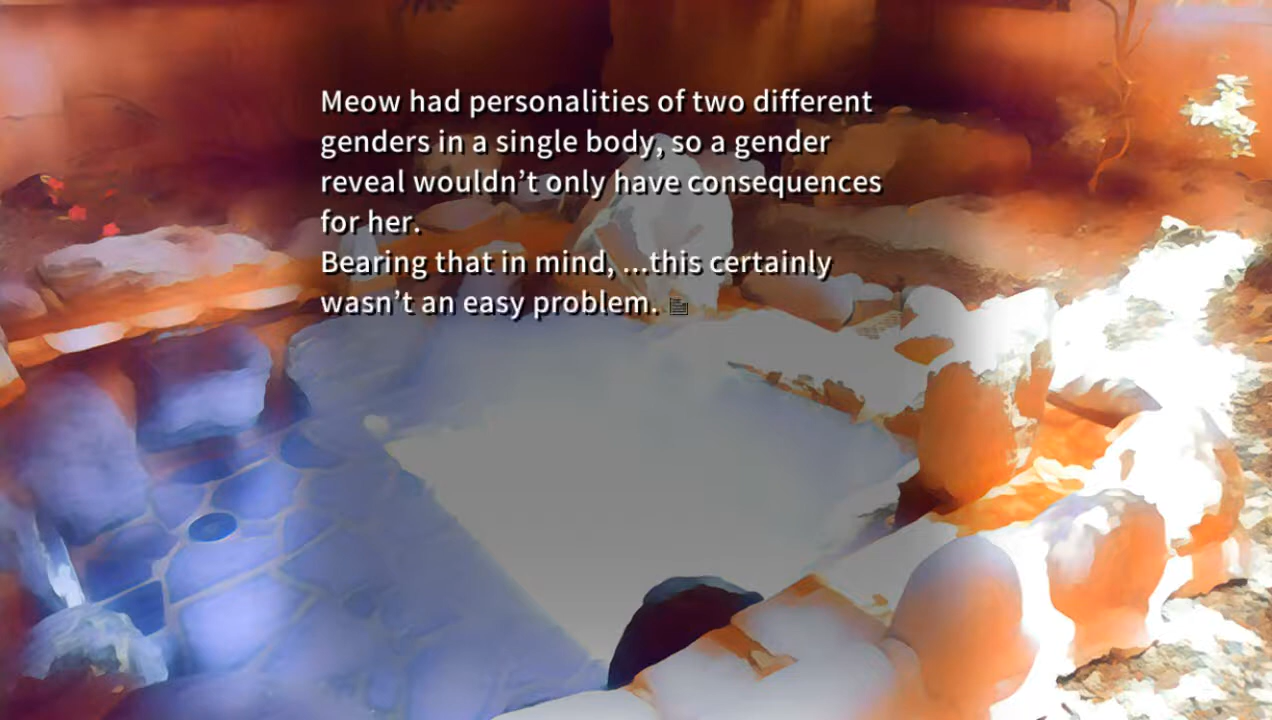 Meow had personalities of two different
genders in a single body, so a gender
reveal wouldn’t only have consequences
for her.
Bearing that in mind, ...this certainly
wasn’t an easy problem.